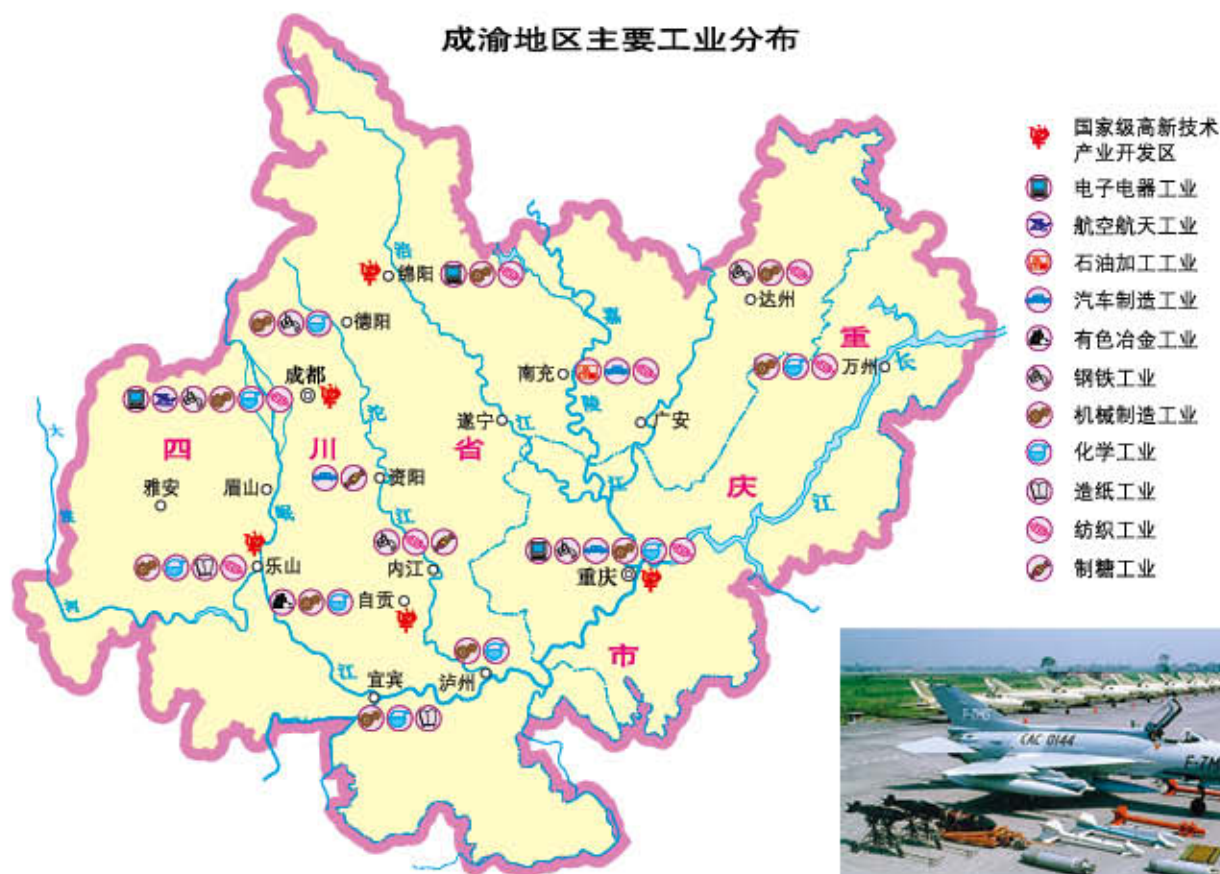 成渝地区主要工业分布
国家级高新技术
产业开发区
电子电器工业
航空航天工业
石油加工工业
汽车制造工业
有色冶金工业
钢铁工业
机械制造工业
化学工业
造纸工业
纺织工业
制糖工业
涪
绵阳
达州
德阳
嘉
重
成都
南充
万州
长
沱
陵
遂宁
江
广安
大
四
川
省
资阳
庆
雅安
眉山
江
江
岷
江
渡
乐山
内江
重庆
河
自贡
市
江
宜宾
泸州
F-7MG
CAC 0144
F-7M